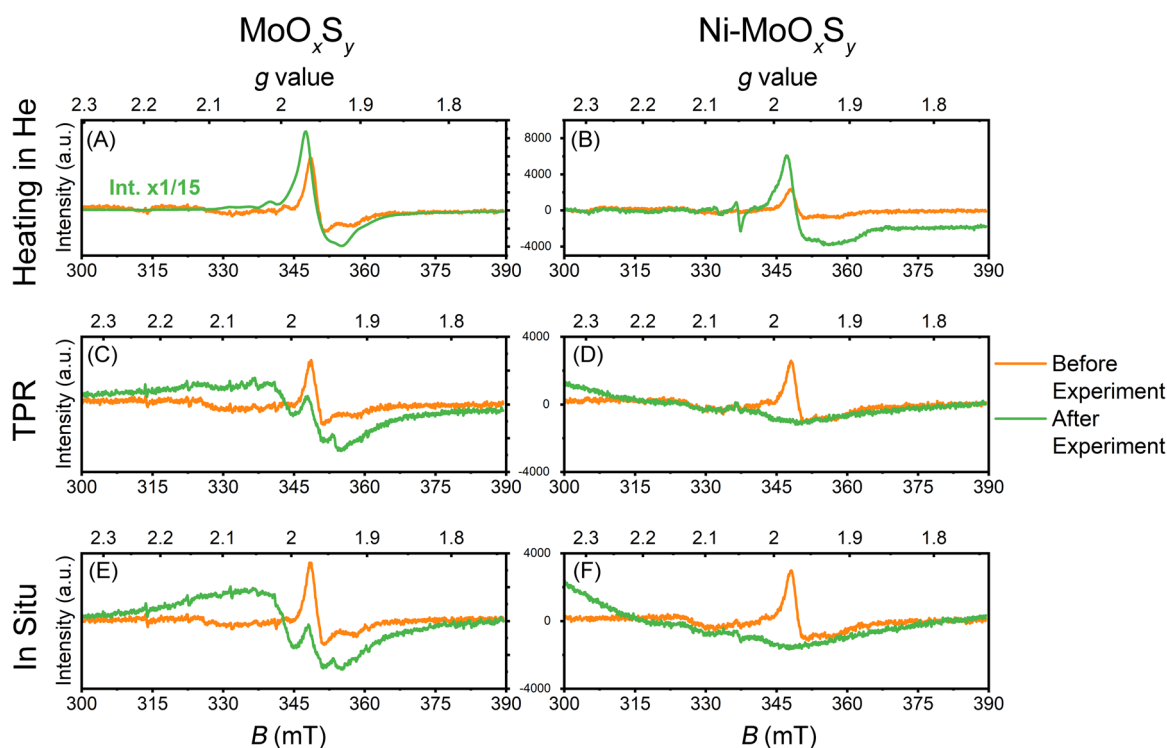 MoOxSy
Ni-MoOxSy
g value
g value
2.3 2.2 2.1 2 1.9 1.8
2.3 2.2 2.1 2 1.9 1.8
Heating in He
Intensity (a.u.)
(A)
Int. x1/15
(B)
8000
4000
0
-4000
300 315 330 345 360 375 390
300 315 330 345 360 375 390
2.3 2.2 2.1 2 1.9 1.8
2.3 2.2 2.1 2 1.9 1.8
TPR
Intensity (a.u.)
(C)
(D)
4000
0
-4000
300 315 330 345 360 375 390
300 315 330 345 360 375 390
Before
Experiment
After
Experiment
2.3 2.2 2.1 2 1.9 1.8
2.3 2.2 2.1 2 1.9 1.8
In Situ
Intensity (a.u.)
(E)
(F)
4000
0
-4000
300 315 330 345 360 375 390
300 315 330 345 360 375 390
B (mT)
B (mT)